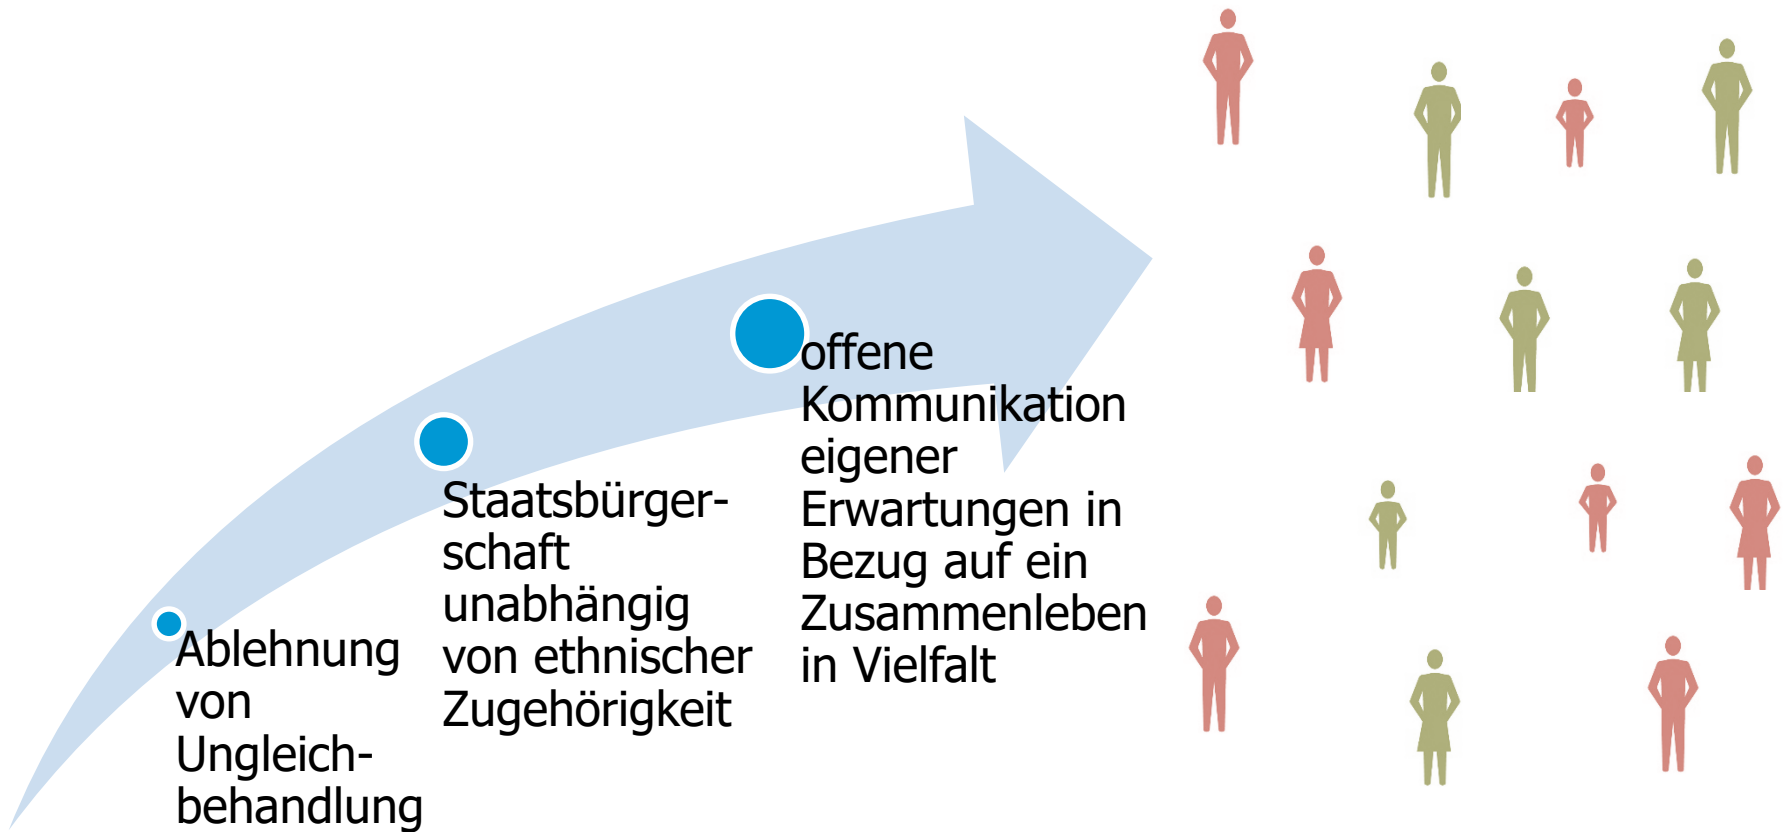 Ablehnung
von
Ungleich-
behandlung
Staatsbürger-
schaft
unabhängig
von ethnischer
Zugehörigkeit
offene
Kommunikation
eigener
Erwartungen in
Bezug auf ein
Zusammenleben
in Vielfalt